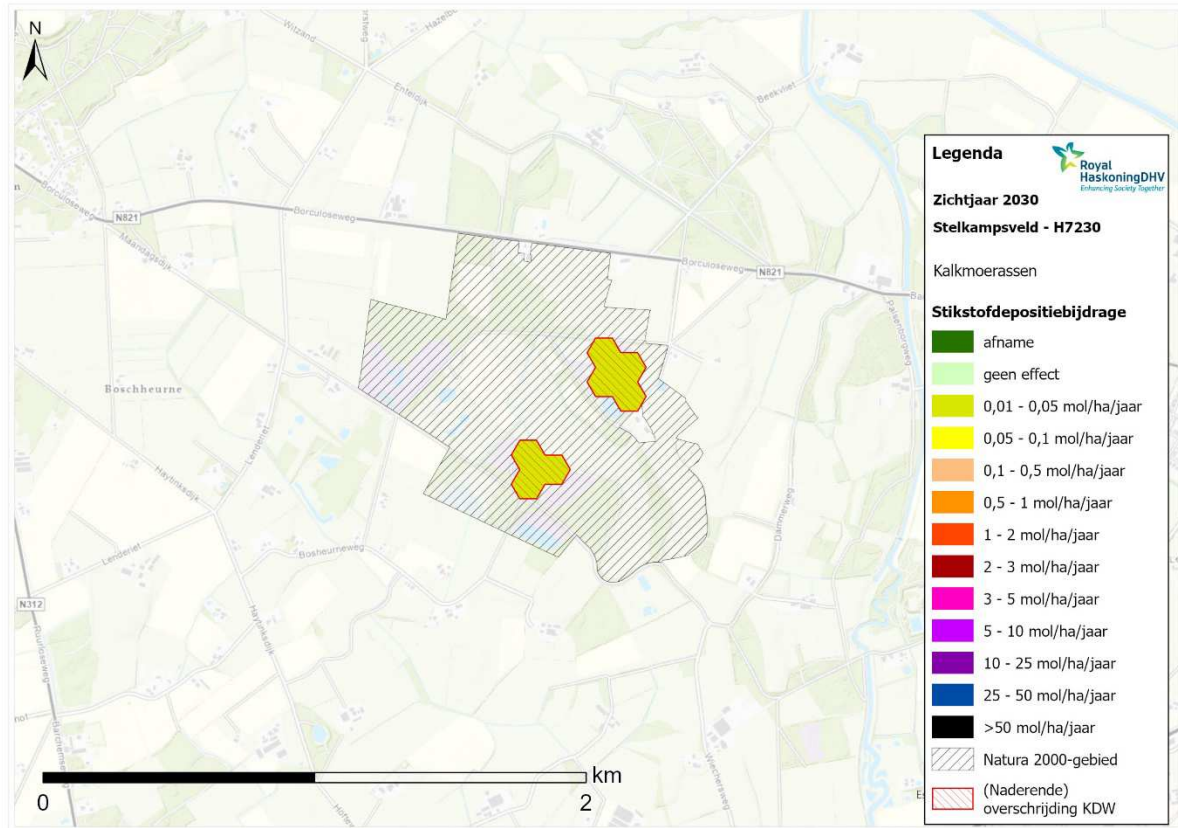 N
Witzand
Enteldijk
Beekvliet
N821
Borculoseweg
Maandagsdijk
Borculoseweg
N821
Palsenborgweg
Boschheurne
Lenderiet
Haytinksdijk
Lenderiet
Bosheurneweg
Dammerweg
N312
Ruurloseweg
Haytinksdijk
Barchemseweg
Wiechersweg
0
2
km
Legenda
Royal
HaskoningDHV
Enhancing Society Together
Zichtjaar 2030
Stelkampsveld - H7230
Kalkmoerassen
Stikstofdepositiebijdrage
afname
geen effect
0,01 - 0,05 mol/ha/jaar
0,05 - 0,1 mol/ha/jaar
0,1 - 0,5 mol/ha/jaar
0,5 - 1 mol/ha/jaar
1 - 2 mol/ha/jaar
2 - 3 mol/ha/jaar
3 - 5 mol/ha/jaar
5 - 10 mol/ha/jaar
10 - 25 mol/ha/jaar
25 - 50 mol/ha/jaar
>50 mol/ha/jaar
Natura 2000-gebied
(Naderende)
overschrijding KDW